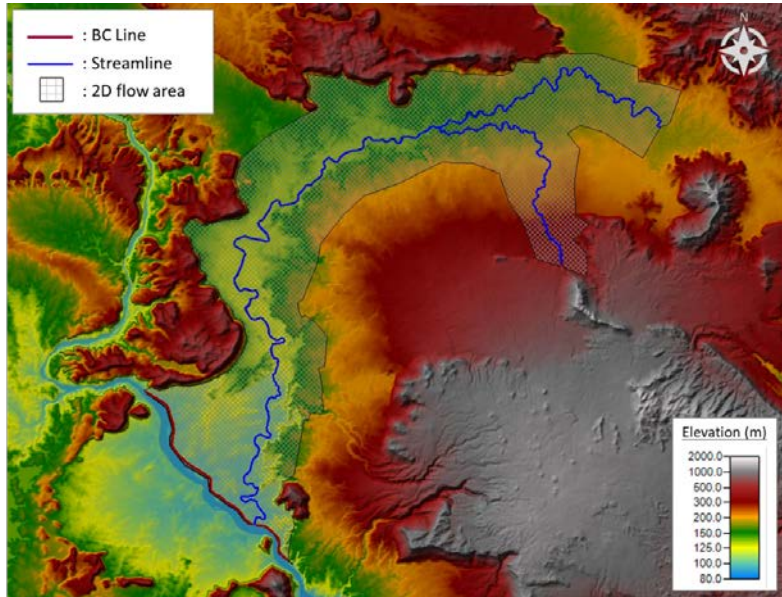 : BC Line
: Streamline
: 2D flow area
N
Elevation (m)
2000.0
1000.0
600.0
300.0
200.0
150.0
125.0
100.0
80.0